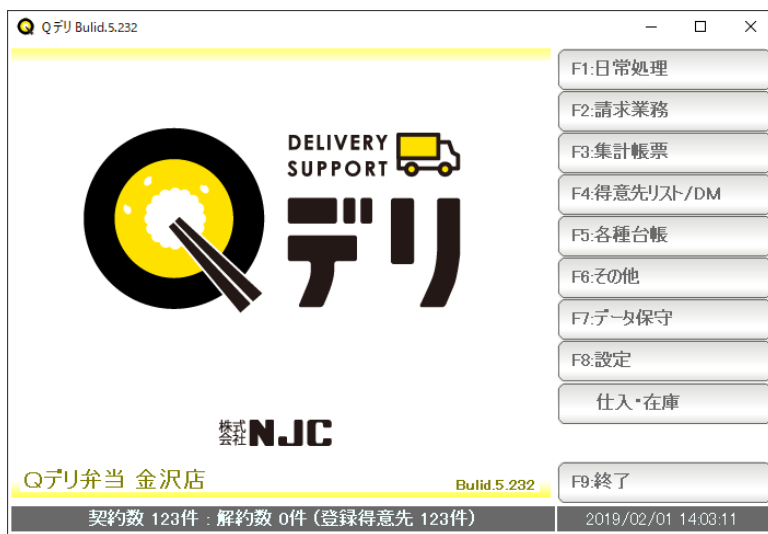 Qデリ Bulid.5.232
DELIVERY
SUPPORT
Qデリ
株式会社NJC
Qデリ弁当 金沢店
Bulid.5.232
契約数 123件 : 解約数 0件 (登録得意先 123件)
F1:日常処理
F2:請求業務
F3:集計帳票
F4:得意先リスト/DM
F5:各種台帳
F6:その他
F7:データ保守
F8:設定
仕入・在庫
F9:終了
2019/02/01 14:03:11